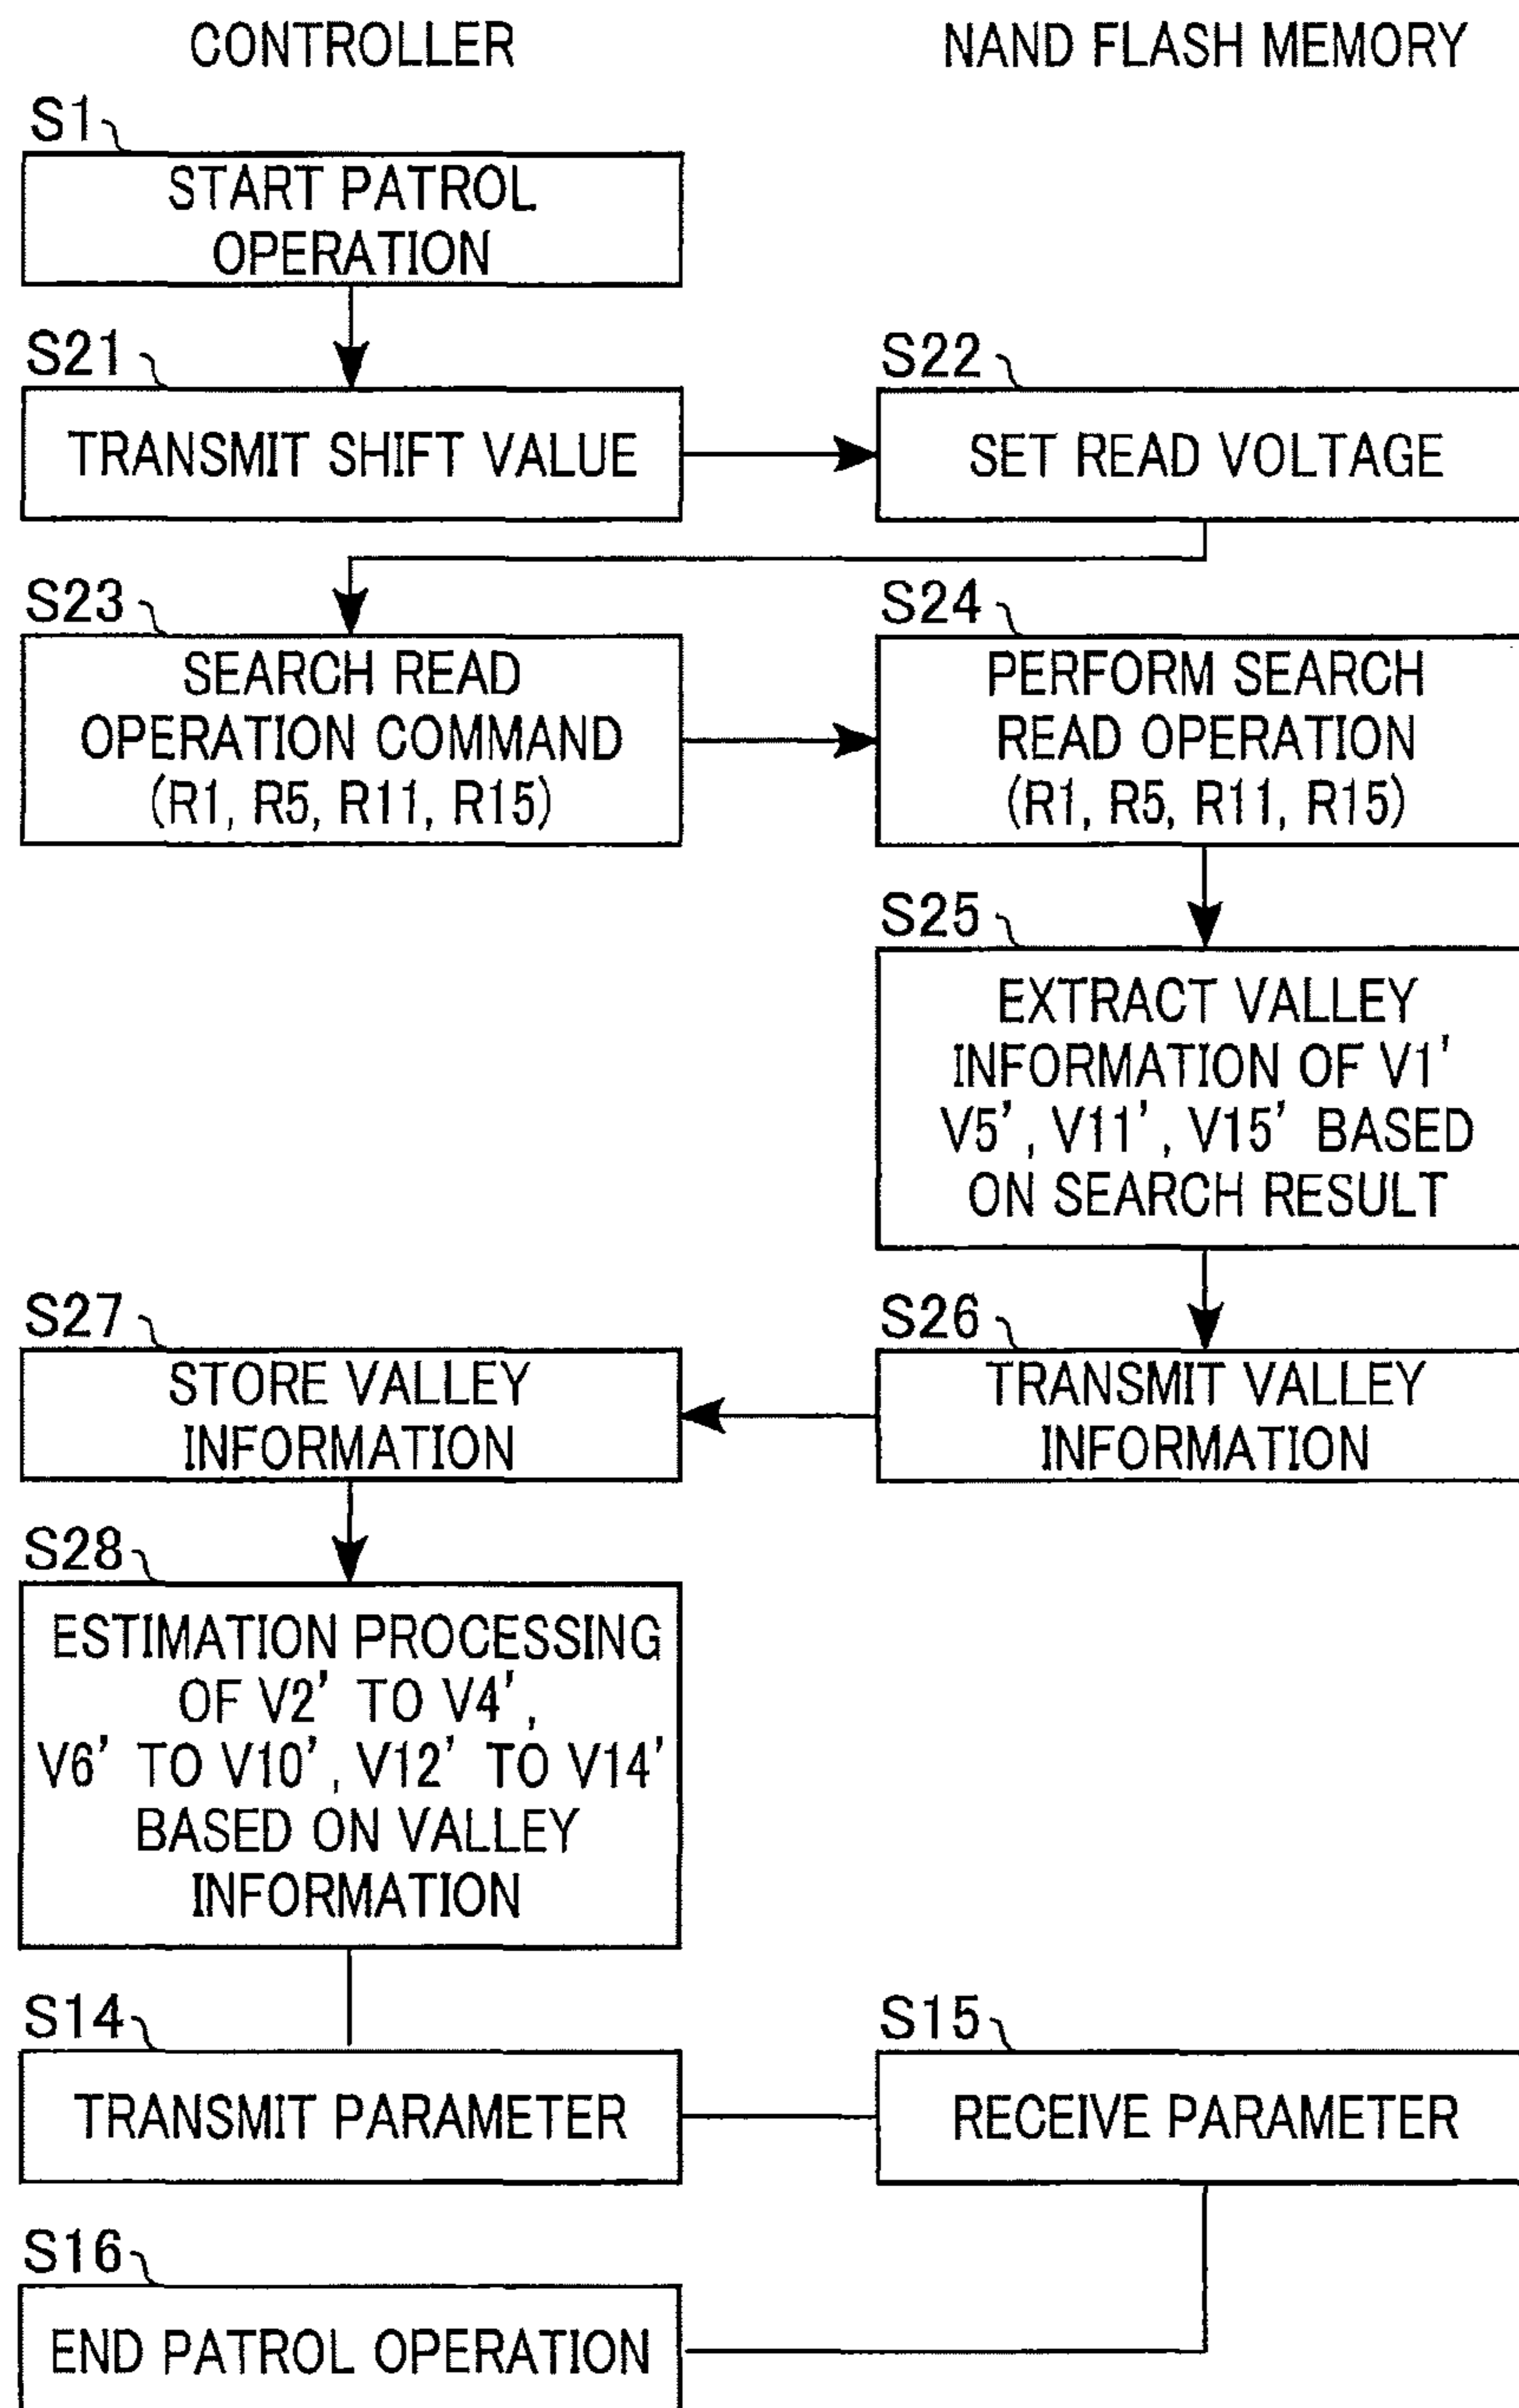 CONTROLLER
NAND FLASH MEMORY
S1
START PATROL
OPERATION
S21
TRANSMIT SHIFT VALUE
S22
SET READ VOLTAGE
S23
SEARCH READ
OPERATION COMMAND
(R1, R5, R11, R15)
S24
PERFORM SEARCH
READ OPERATION
(R1, R5, R11, R15)
S25
EXTRACT VALLEY
INFORMATION OF V1'
V5', V11', V15' BASED
ON SEARCH RESULT
S26
TRANSMIT VALLEY
INFORMATION
S27
STORE VALLEY
INFORMATION
S28
ESTIMATION PROCESSING
OF V2' TO V4',
V6' TO V10', V12' TO V14'
BASED ON VALLEY
INFORMATION
S14
TRANSMIT PARAMETER
S15
RECEIVE PARAMETER
S16
END PATROL OPERATION